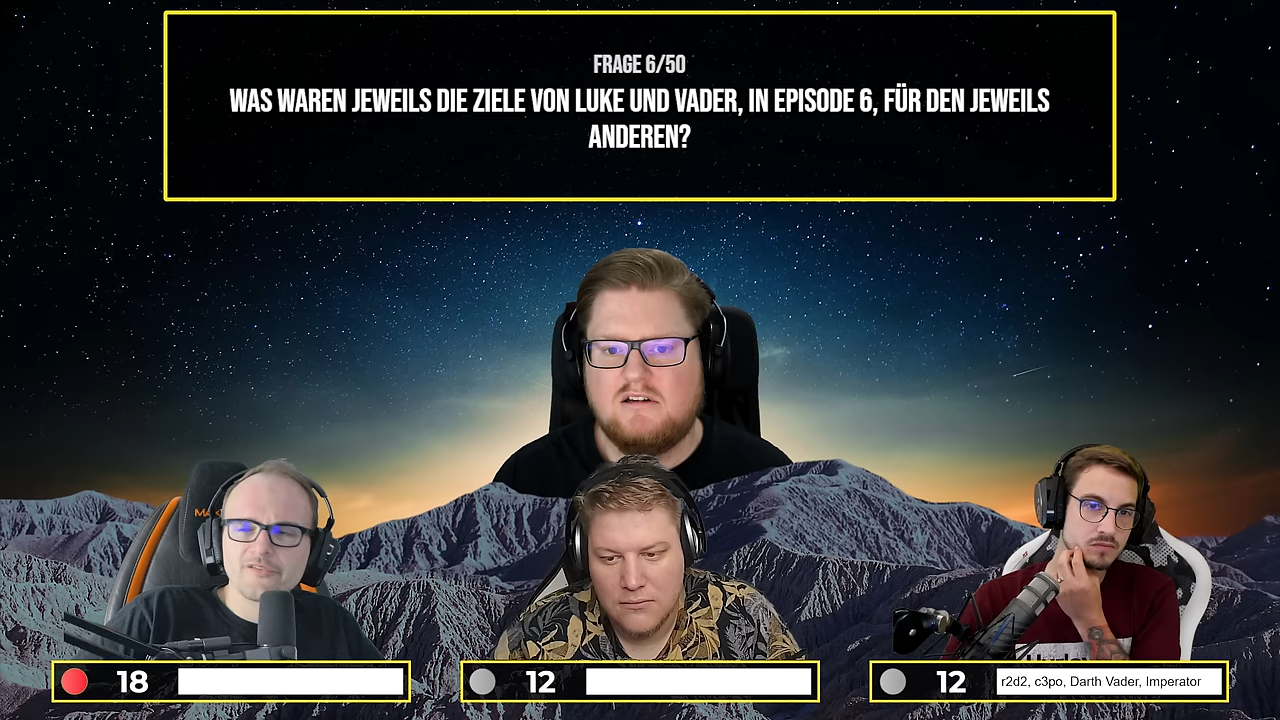 FRAGE 6/50
WAS WAREN JEWEILS DIE ZIELE VON LUKE UND VADER, IN EPISODE 6, FÜR DEN JEWEILS
ANDEREN?
18
12
12
r2d2, c3po, Darth Vader, Imperator